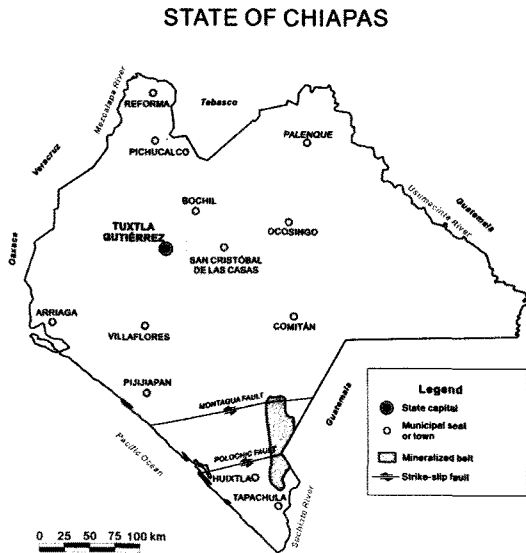 STATE OF CHIAPAS
REFORMA
Mezcalapa River
Tabasco
PICHUCALCO
PALENQUE
Veracruz
Usumacinta River
Guatemala
BOCHIL
OCOSINGO
TUXTLA
GUTIÉRREZ
SAN CRISTÓBAL
DE LAS CASAS
Oaxaca
ARRIAGA
VILLAFLORES
COMITÁN
PIJIJIAPAN
MONTAGUA FAULT
Guatemala
Pacific Ocean
POLOCHIC FAULT
HUIXTLA
TAPACHULA
Suchiate River
Legend
State capital
Municipal seat
or town
Mineralized belt
Strike-slip fault
0 25 50 75 100 km